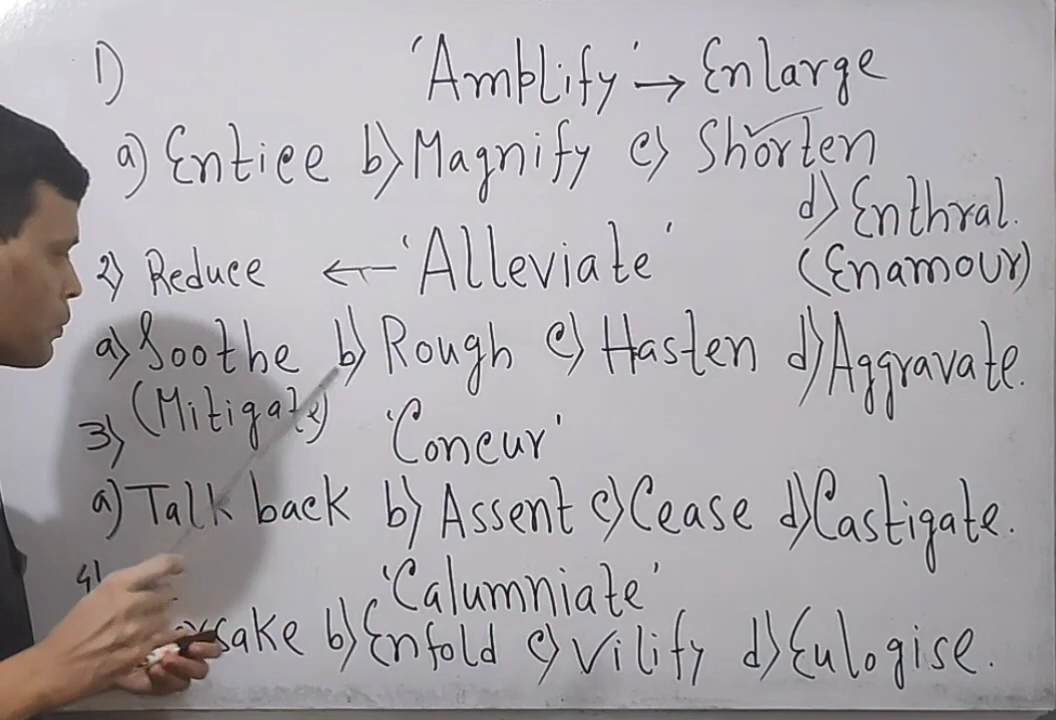 1) 'Amplify' → Enlarge
a) Entice b) Magnify c) Shorten
d) Enthral.
(Enamour)
2) Reduce ← 'Alleviate'
a) Soothe b) Rough c) Hasten d) Aggravate.
(Mitigate)
3) 'Concur'
a) Talk back b) Assent c) Cease d) Castigate.
4) 'Calumniate'
b) Enfold c) Vilify d) Eulogise.